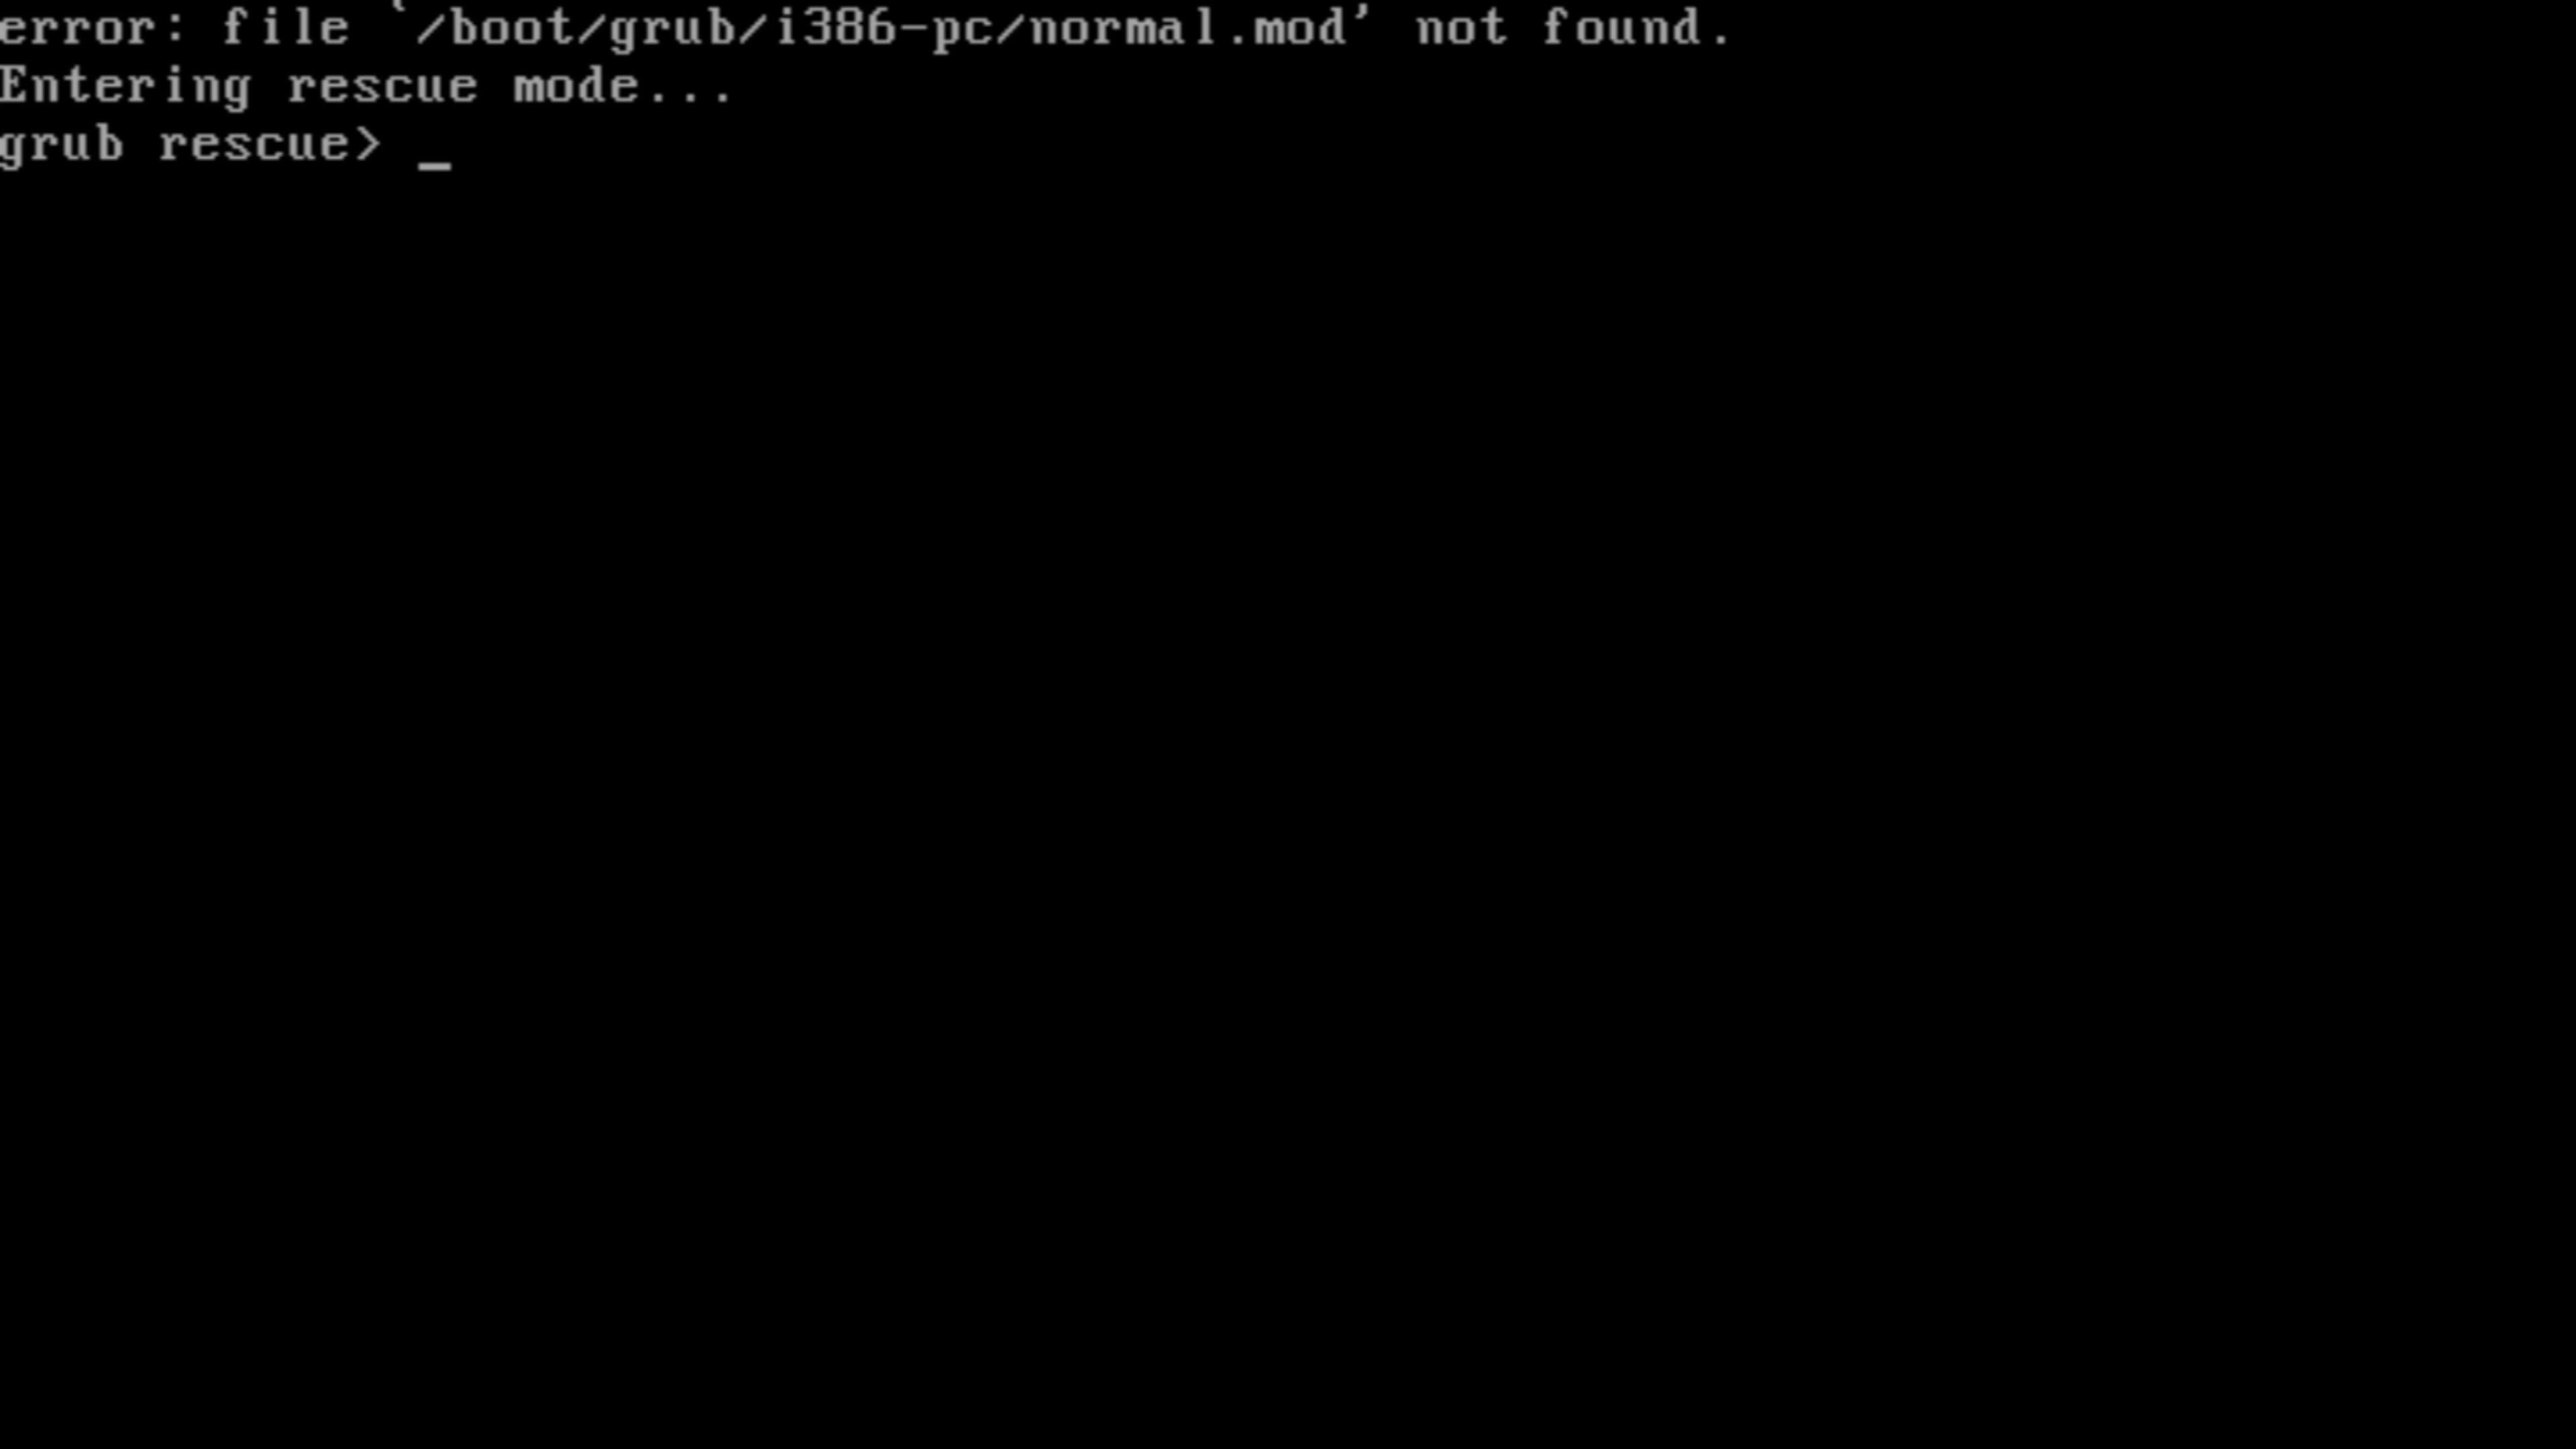 error: file `/boot/grub/i386-pc/normal.mod' not found.
Entering rescue mode...
grub rescue> _